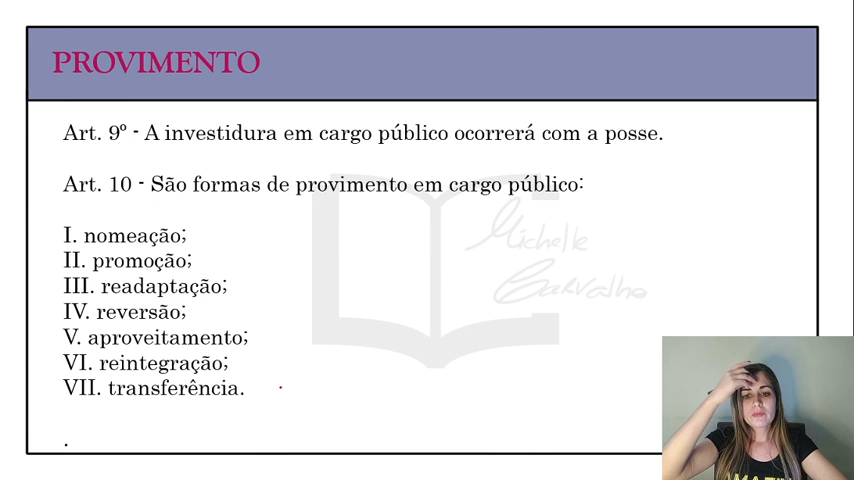 PROVIMENTO
Art. 9º - A investidura em cargo público ocorrerá com a posse.
Art. 10 - São formas de provimento em cargo público:
I. nomeação;
II. promoção;
III. readaptação;
IV. reversão;
V. aproveitamento;
VI. reintegração;
VII. transferência.
.
Michelle
Carvalho